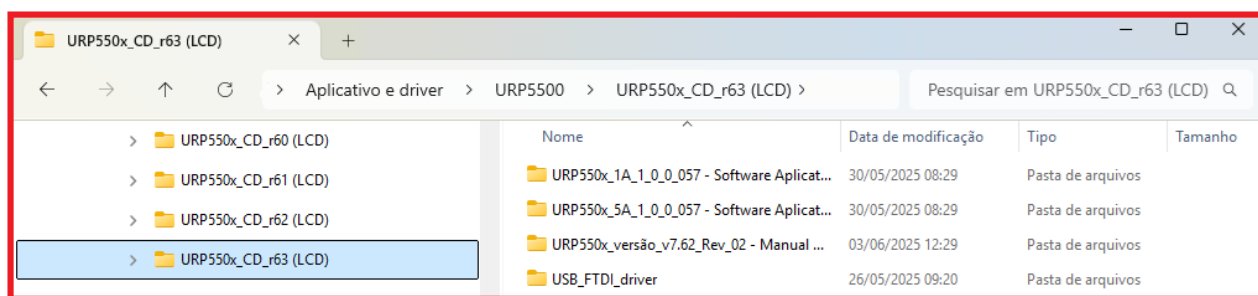 URP550x_CD_r63 (LCD)
Aplicativo e driver > URP5500 > URP550x_CD_r63 (LCD) >
Pesquisar em URP550x_CD_r63 (LCD)
URP550x_CD_r60 (LCD)
URP550x_CD_r61 (LCD)
URP550x_CD_r62 (LCD)
URP550x_CD_r63 (LCD)
Nome Data de modificação Tipo Tamanho
URP550x_1A_1_0_0_057 - Software Aplicat... 30/05/2025 08:29 Pasta de arquivos
URP550x_5A_1_0_0_057 - Software Aplicat... 30/05/2025 08:29 Pasta de arquivos
URP550x_versão_v7.62_Rev_02 - Manual ... 03/06/2025 12:29 Pasta de arquivos
USB_FTDI_driver 26/05/2025 09:20 Pasta de arquivos